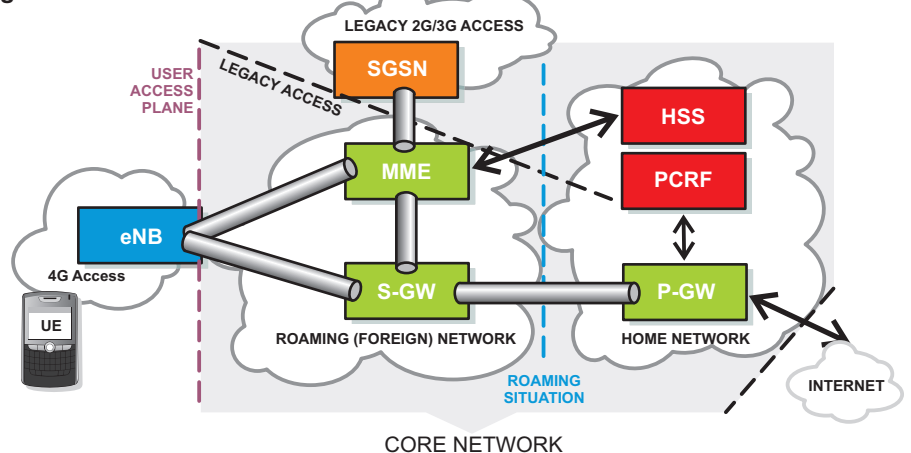 g
LEGACY 2G/3G ACCESS
SGSN
USER
ACCESS
PLANE
LEGACY ACCESS
HSS
MME
PCRF
eNB
4G Access
S-GW
P-GW
UE
ROAMING (FOREIGN) NETWORK
HOME NETWORK
ROAMING
SITUATION
INTERNET
CORE NETWORK